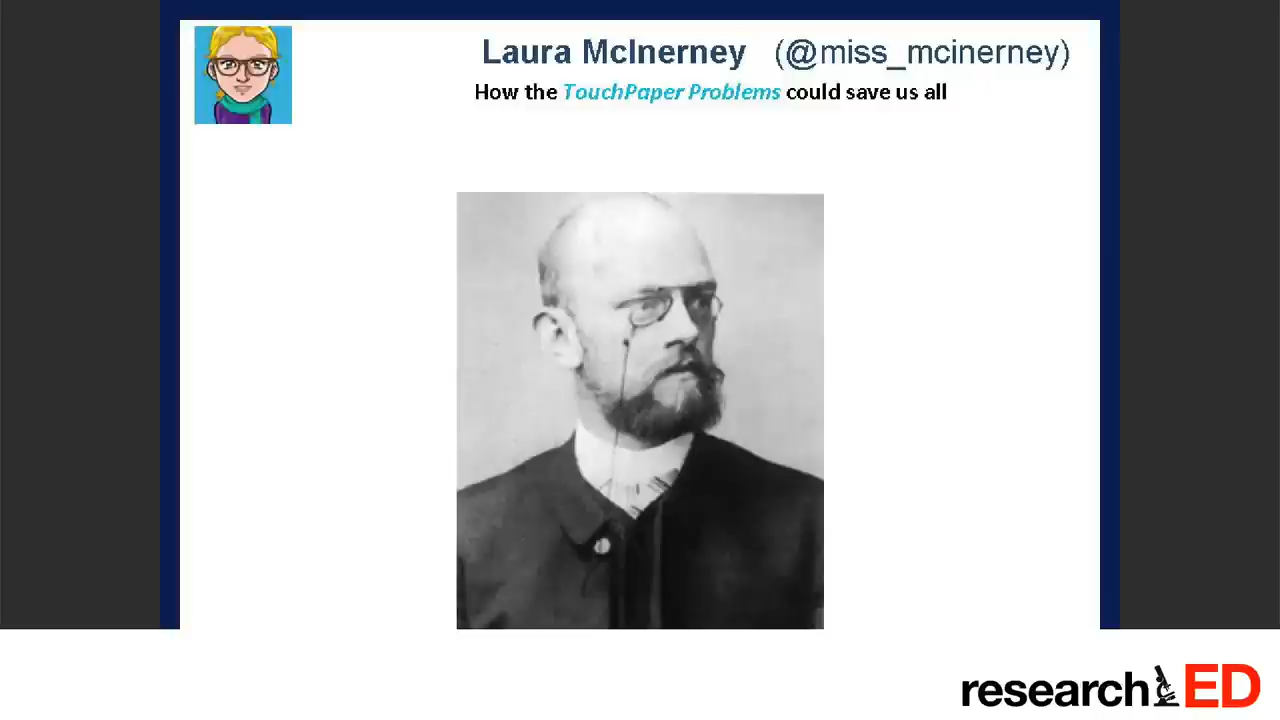 Laura McInerney (@miss_mcinerney)
How the TouchPaper Problems could save us all
researchED